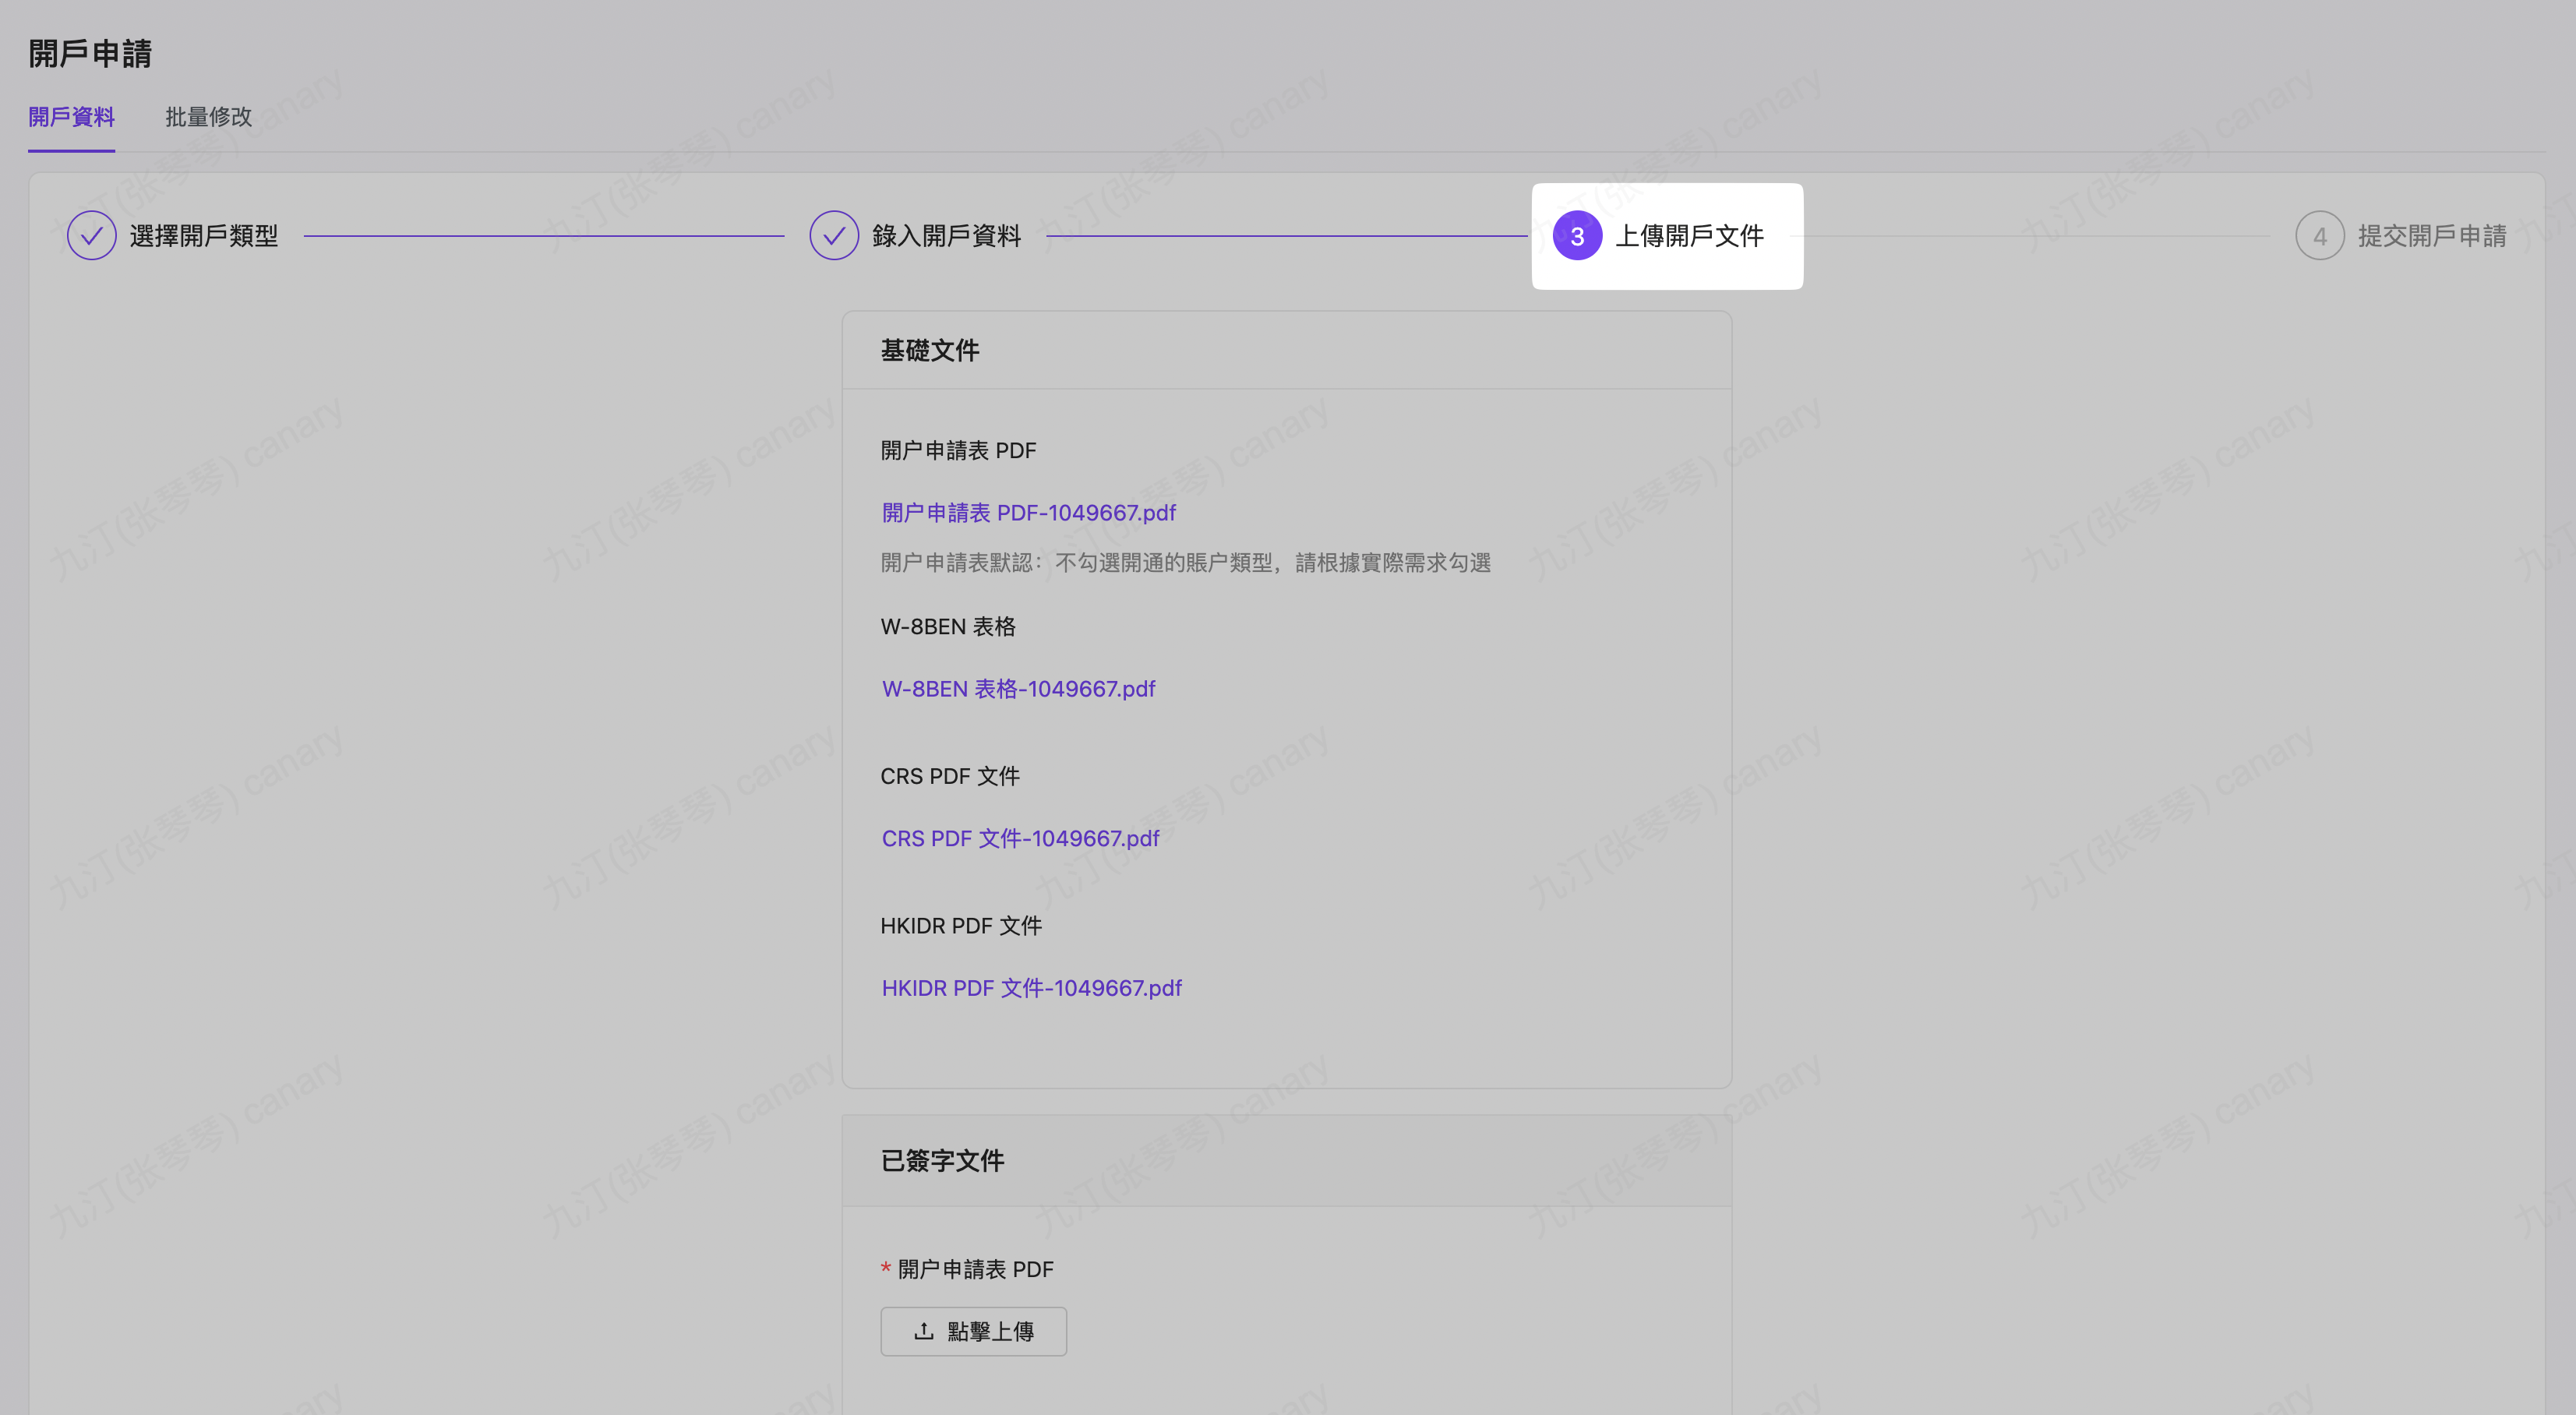 開戶申請
開戶資料 批量修改
選擇開戶類型 錄入開戶資料 3 上傳開戶文件 4 提交開戶申請
基礎文件
開户申請表 PDF
開户申請表 PDF-1049667.pdf
開户申請表默認：不勾選開通的賬户類型，請根據實際需求勾選
W-8BEN 表格
W-8BEN 表格-1049667.pdf
CRS PDF 文件
CRS PDF 文件-1049667.pdf
HKIDR PDF 文件
HKIDR PDF 文件-1049667.pdf
已簽字文件
* 開户申請表 PDF
點擊上傳
九汀(张琴琴) canary